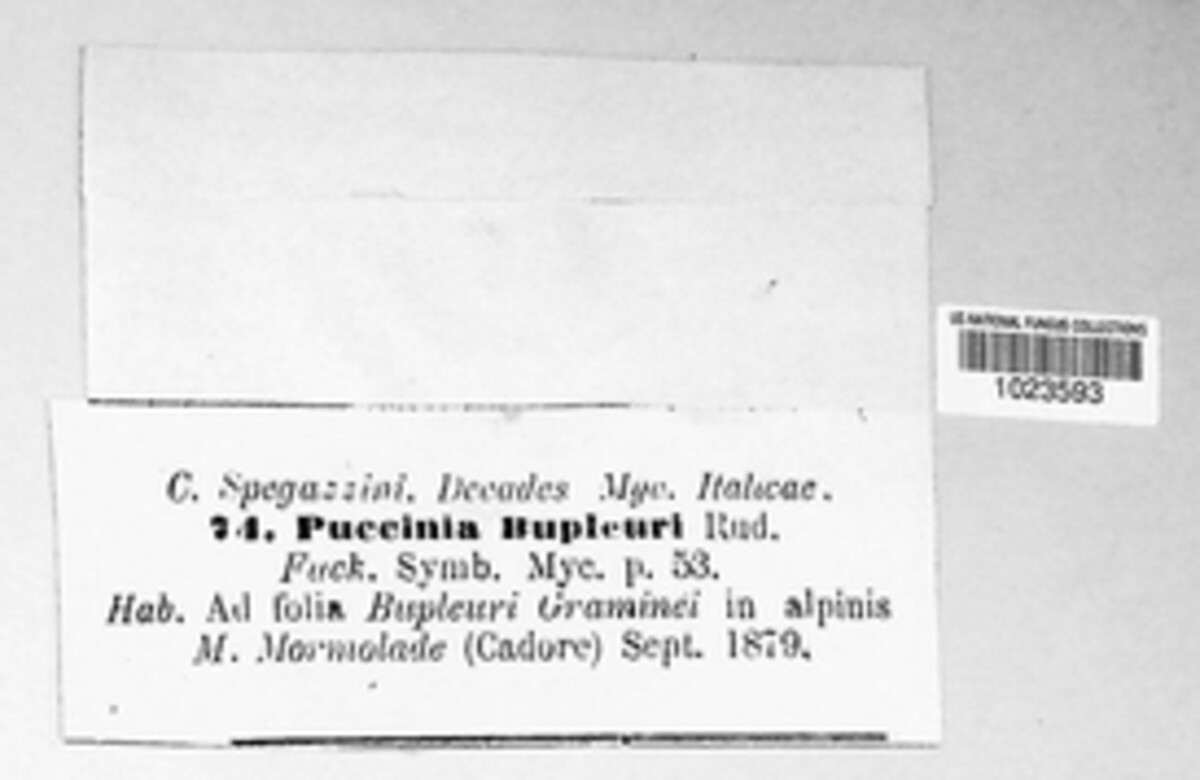 C. Spegazzini. Decades Myc. Italicae.
74. Puccinia Bupleuri Rud.
Fuck. Symb. Myc. p. 53.
Hab. Ad folia Bupleuri Graminei in alpinis
M. Marmolade (Cadore) Sept. 1879.
US NATIONAL FUNGUS COLLECTIONS
1023593